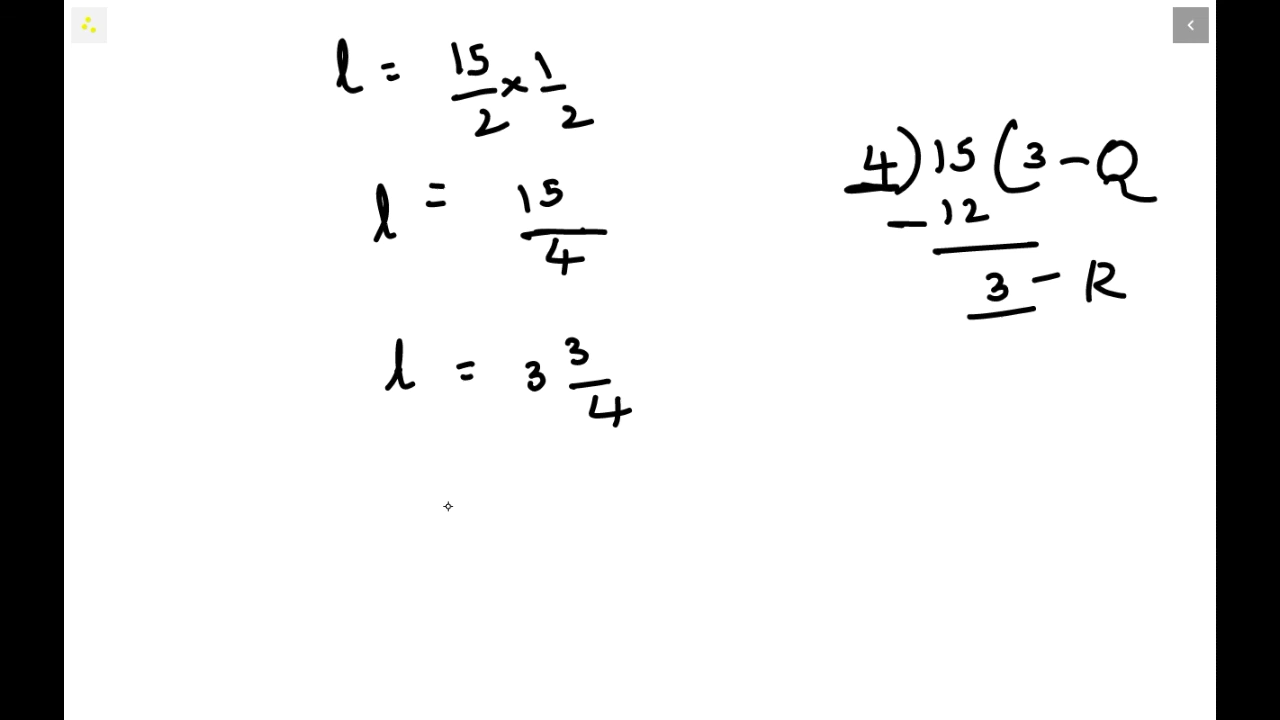 l = 15/2 × 1/2
l = 15/4
l = 3 3/4
4) 15 (3 - Q
- 12
3 - R